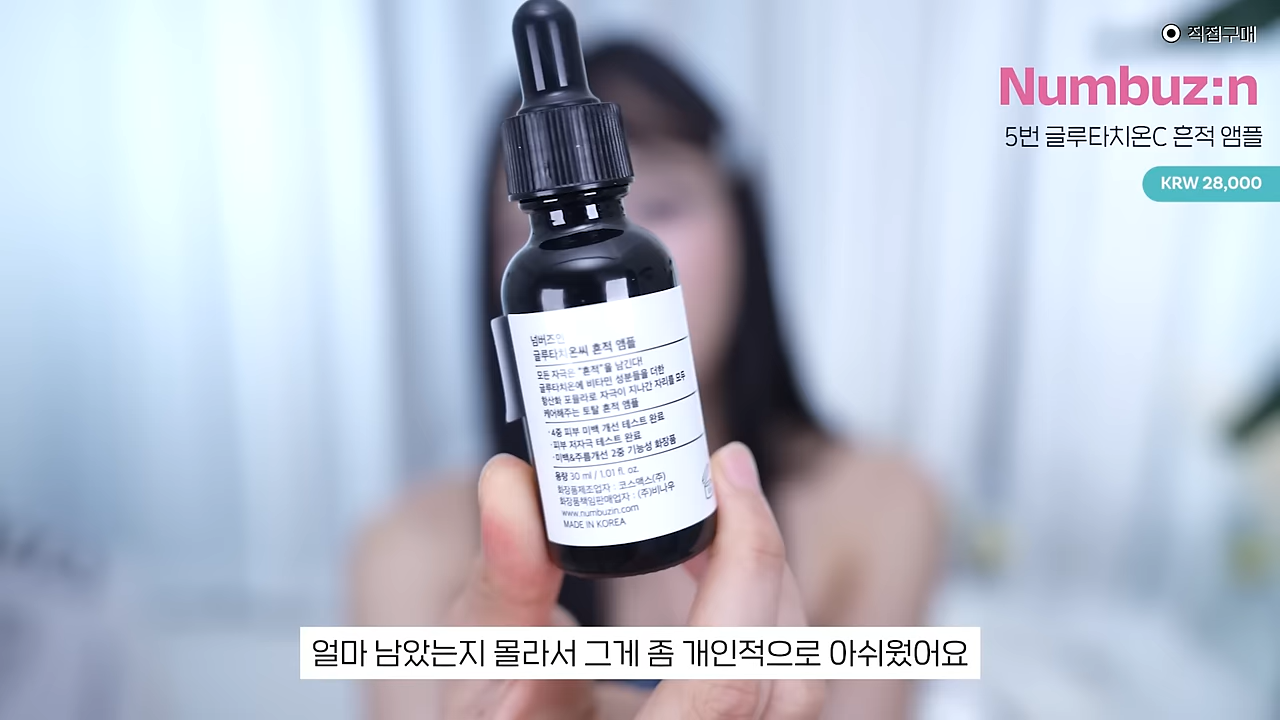 직접구매
Numbuz:n
5번 글루타치온C 흔적 앰플
KRW 28,000
넘버즈인
글루타치온씨 흔적 앰플
모든 자극은 "흔적"을 남긴다!
글루타치온에 비타민 성분들을 더한
항산화 포뮬라로 자극이 지나간 자리를 모두
케어해주는 토탈 흔적 앰플
·4중 피부 미백 개선 테스트 완료
·피부 저자극 테스트 완료
·미백&주름개선 2중 기능성 화장품
용량 30 ml / 1.01 fl. oz.
화장품제조업자 : 코스맥스(주)
화장품책임판매업자 : (주)비나우
www.numbuzin.com
MADE IN KOREA
얼마 남았는지 몰라서 그게 좀 개인적으로 아쉬웠어요